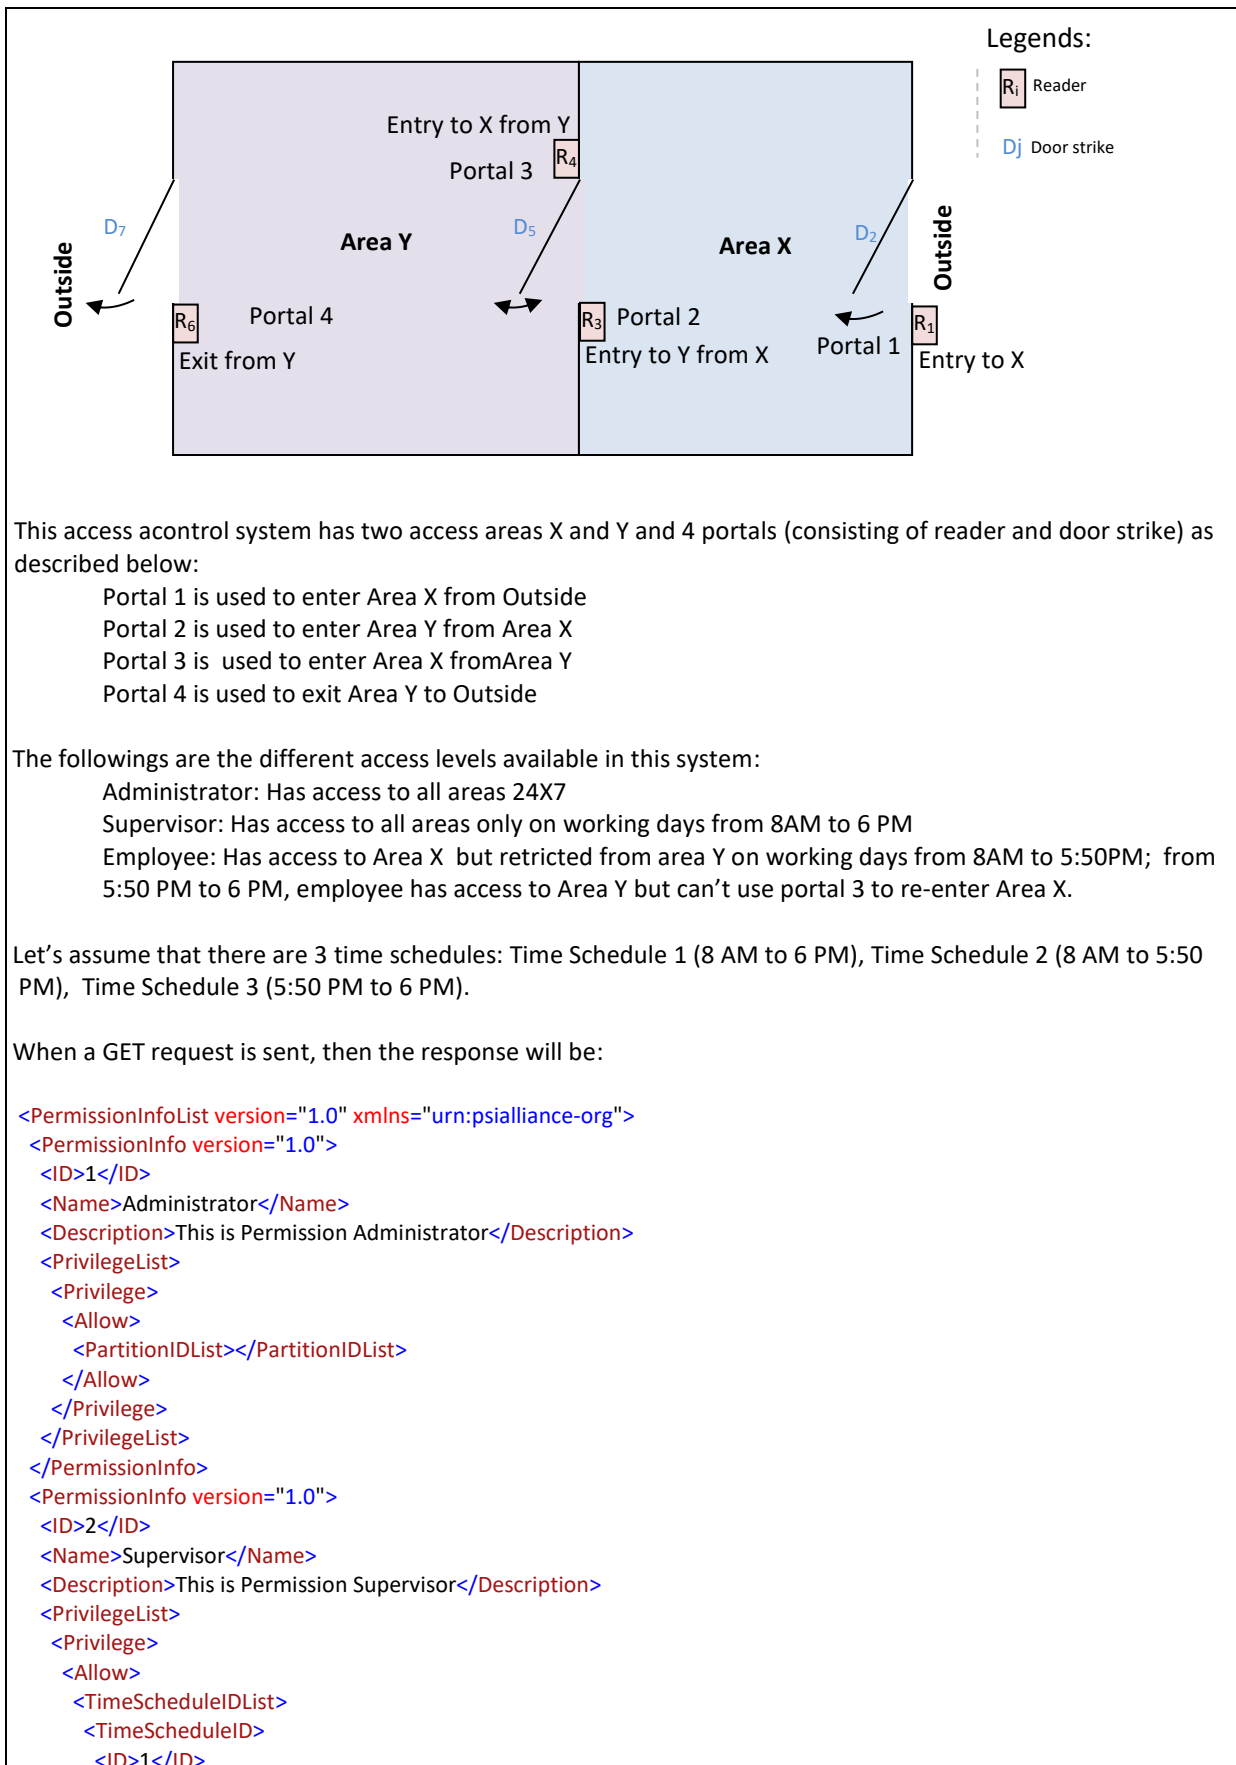 Legends:
Ri Reader
Dj Door strike
Entry to X from Y
R4
Portal 3
D7
D5
D2
Area Y
Area X
Outside
Outside
R6
Portal 4
R3
Portal 2
Portal 1
R1
Exit from Y
Entry to Y from X
Entry to X
This access acontrol system has two access areas X and Y and 4 portals (consisting of reader and door strike) as
described below:
Portal 1 is used to enter Area X from Outside
Portal 2 is used to enter Area Y from Area X
Portal 3 is  used to enter Area X fromArea Y
Portal 4 is used to exit Area Y to Outside
The followings are the different access levels available in this system:
Administrator: Has access to all areas 24X7
Supervisor: Has access to all areas only on working days from 8AM to 6 PM
Employee: Has access to Area X  but retricted from area Y on working days from 8AM to 5:50PM;  from
5:50 PM to 6 PM, employee has access to Area Y but can’t use portal 3 to re-enter Area X.
Let’s assume that there are 3 time schedules: Time Schedule 1 (8 AM to 6 PM), Time Schedule 2 (8 AM to 5:50
PM),  Time Schedule 3 (5:50 PM to 6 PM).
When a GET request is sent, then the response will be:
<PermissionInfoList version="1.0" xmlns="urn:psialliance-org">
<PermissionInfo version="1.0">
<ID>1</ID>
<Name>Administrator</Name>
<Description>This is Permission Administrator</Description>
<PrivilegeList>
<Privilege>
<Allow>
<PartitionIDList></PartitionIDList>
</Allow>
</Privilege>
</PrivilegeList>
</PermissionInfo>
<PermissionInfo version="1.0">
<ID>2</ID>
<Name>Supervisor</Name>
<Description>This is Permission Supervisor</Description>
<PrivilegeList>
<Privilege>
<Allow>
<TimeScheduleIDList>
<TimeScheduleID>
<ID>1</ID>